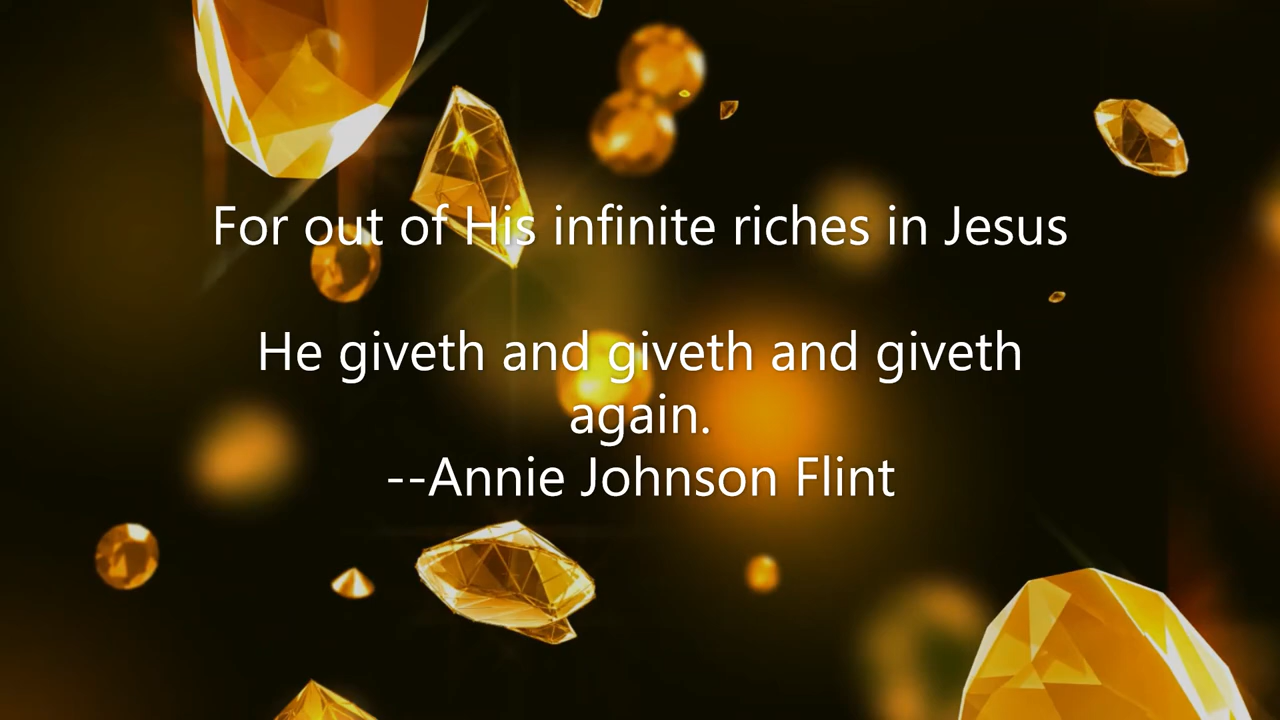 For out of His infinite riches in Jesus
He giveth and giveth and giveth
again.
--Annie Johnson Flint